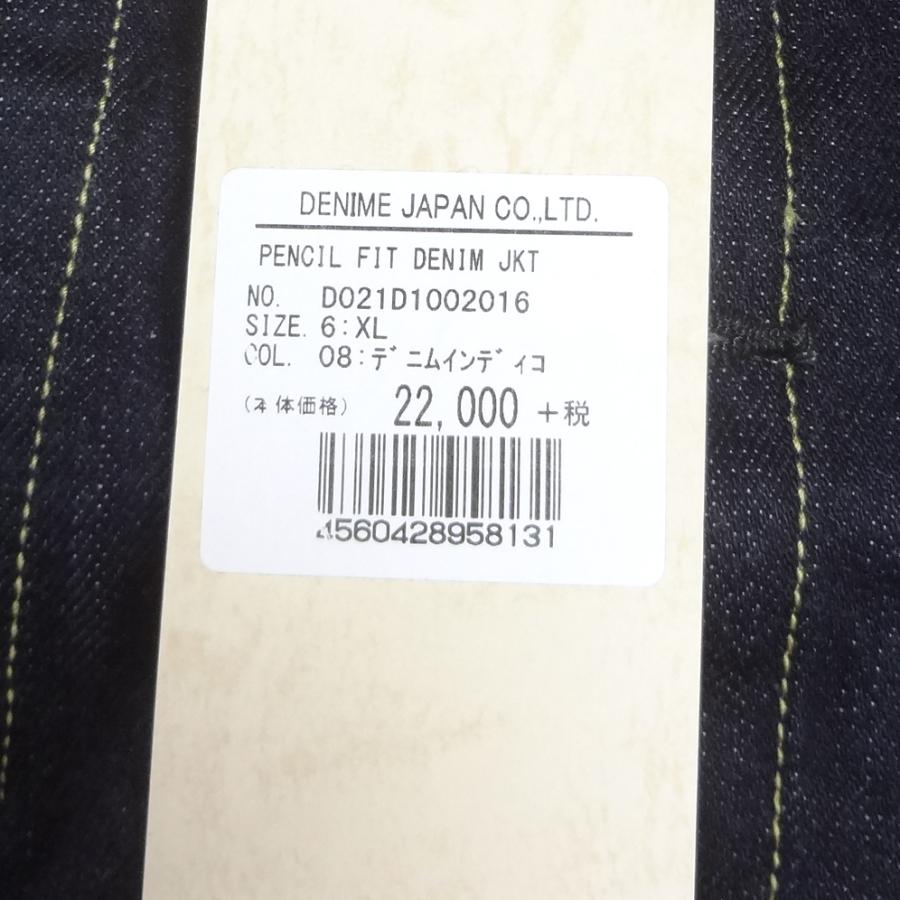 DENIME JAPAN CO.,LTD.
PENCIL FIT DENIM JKT
NO. D021D1002016
SIZE. 6:XL
COL. 08:ﾃﾞﾆﾑｲﾝﾃﾞｨｺ
(本体価格) 22,000 +税
4560428958131